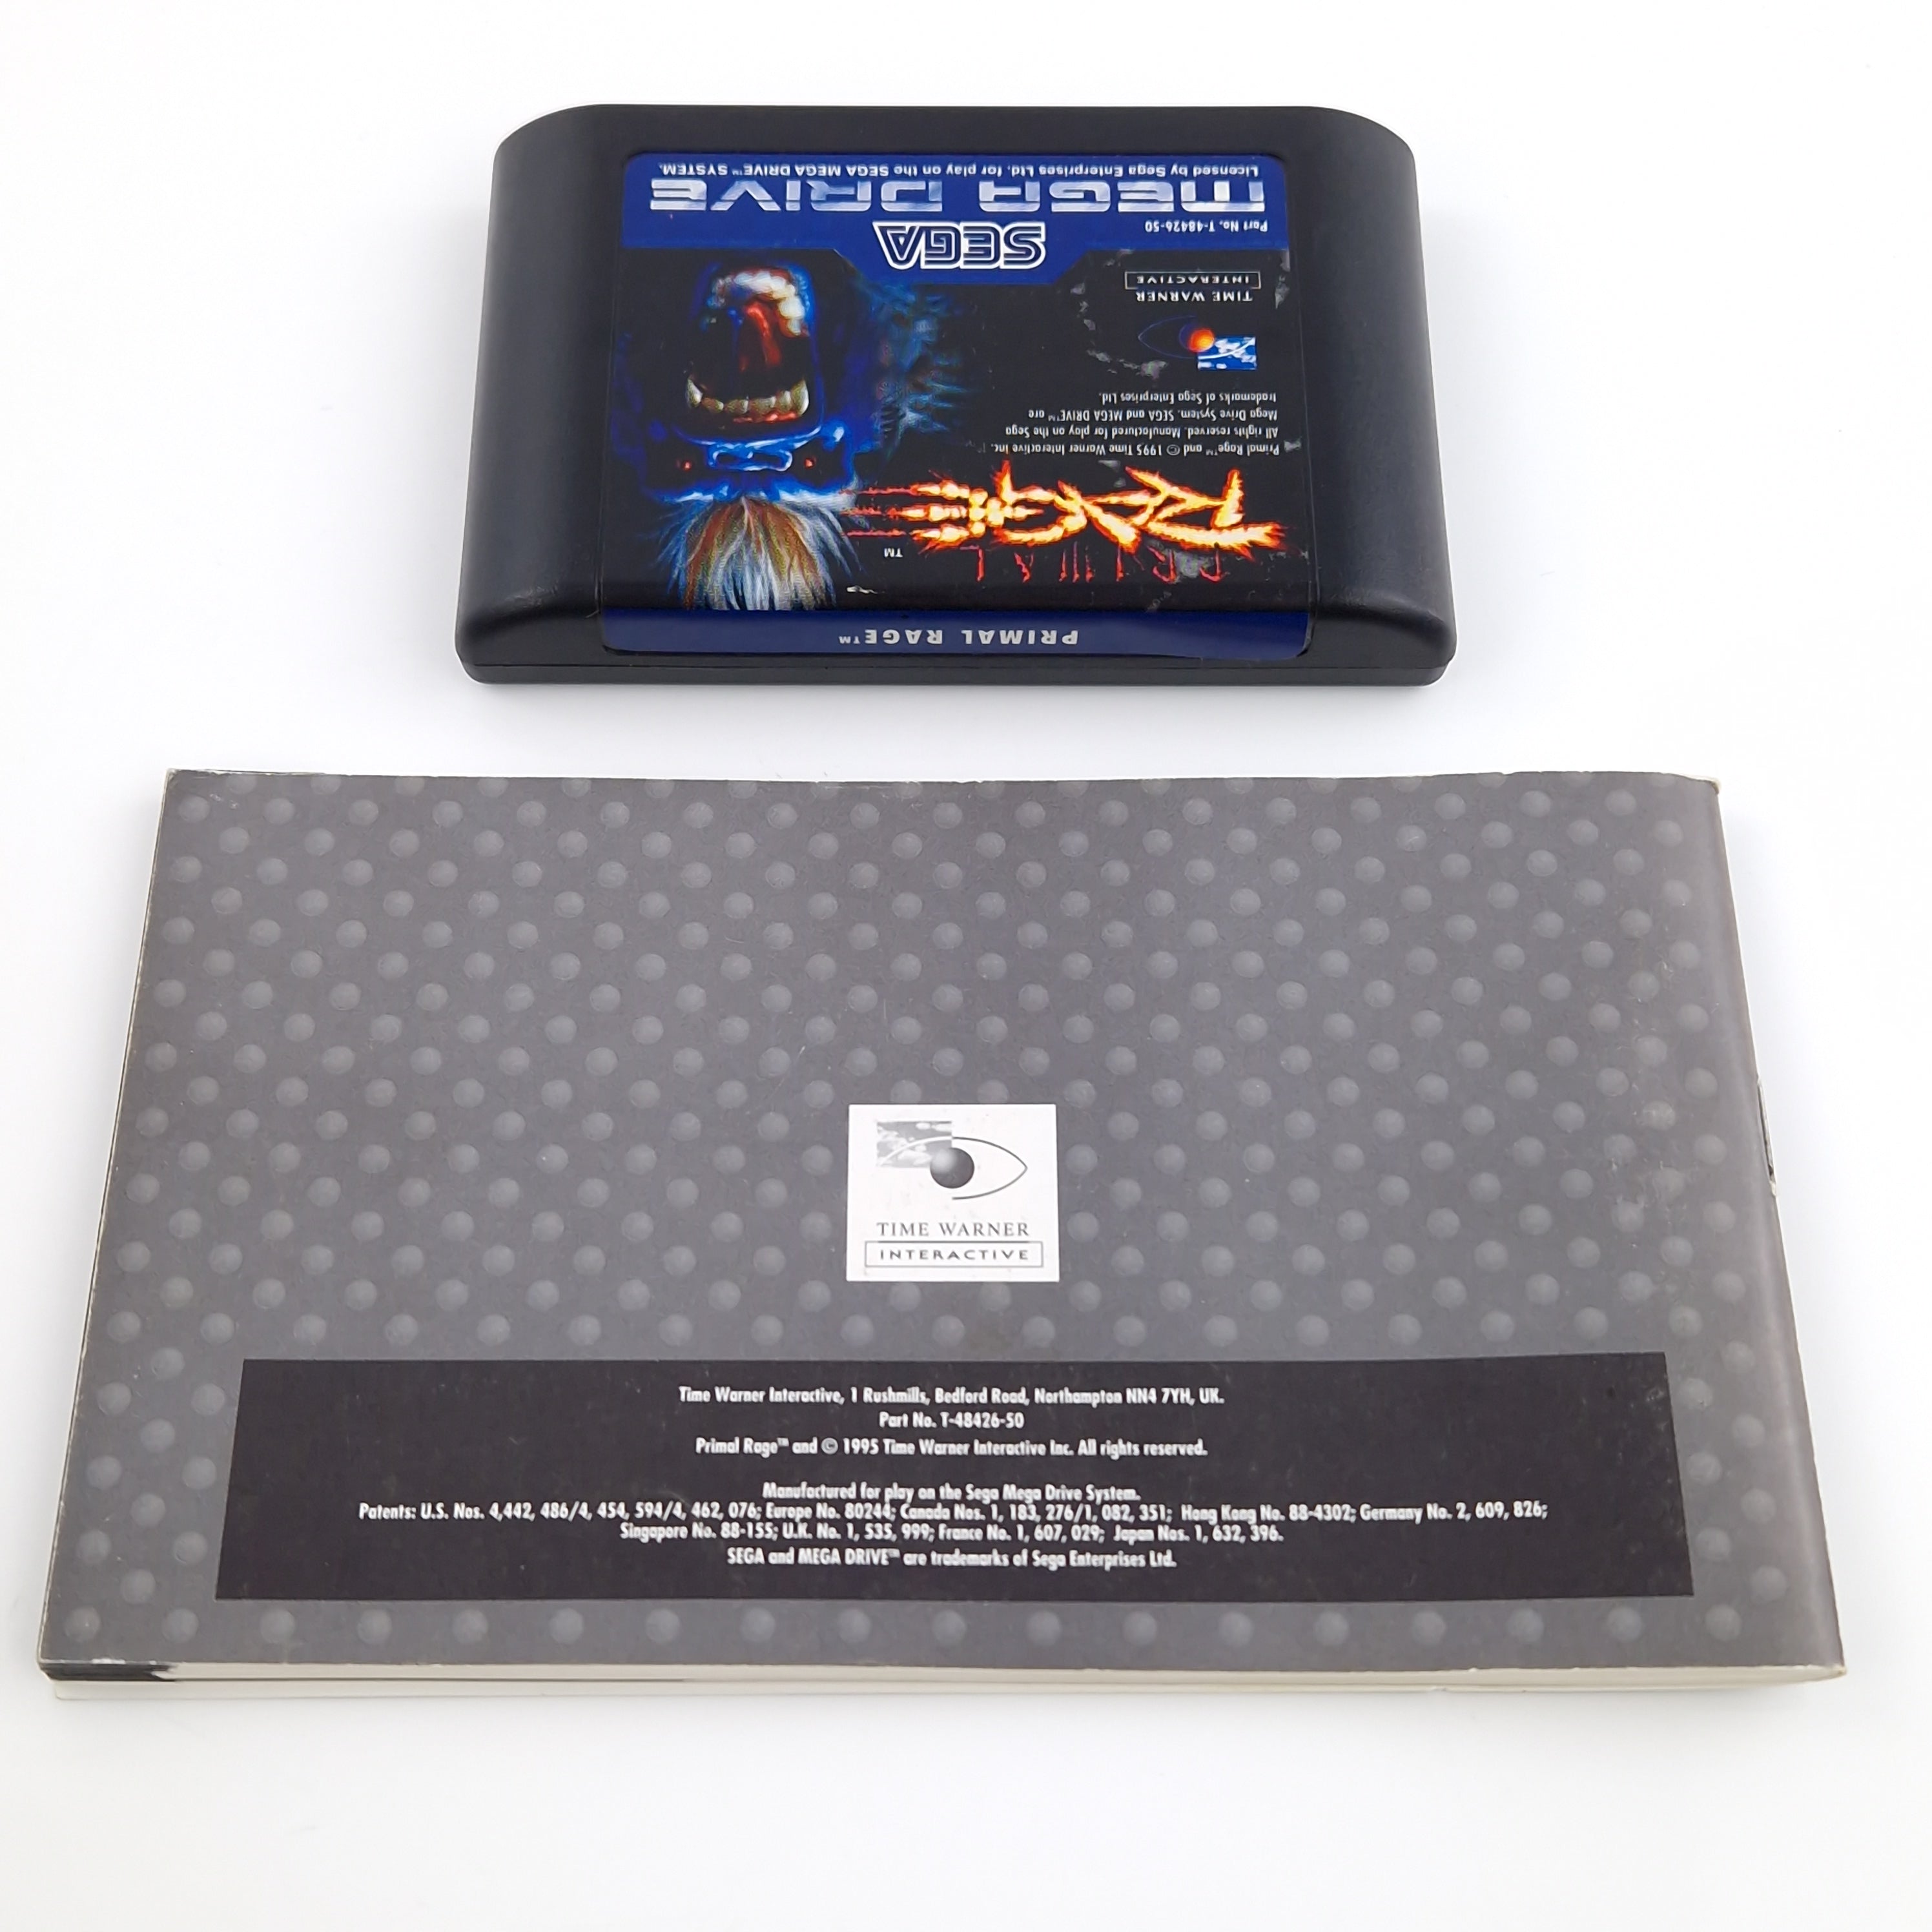 PRIMAL RAGE™
PRIMAL
RAGE
TM
Primal Rage™ and © 1995 Time Warner Interactive Inc.
All rights reserved. Manufactured for play on the Sega
Mega Drive System. SEGA and MEGA DRIVE™ are
trademarks of Sega Enterprises Ltd.
TIME WARNER
INTERACTIVE
Part No. T-48426-50
SEGA
MEGA DRIVE
Licensed by Sega Enterprises Ltd. for play on the SEGA MEGA DRIVE™ SYSTEM.
TIME WARNER
INTERACTIVE
Time Warner Interactive, 1 Rushmills, Bedford Road, Northampton NN4 7YH, UK.
Part No. T-48426-50
Primal Rage™ and © 1995 Time Warner Interactive Inc. All rights reserved.
Manufactured for play on the Sega Mega Drive System.
Patents: U.S. Nos. 4,442, 486/4, 454, 594/4, 462, 076; Europe No. 80244; Canada Nos. 1, 183, 276/1, 082, 351; Hong Kong No. 88-4302; Germany No. 2, 609, 826;
Singapore No. 88-155; U.K. No. 1, 535, 999; France No. 1, 607, 029; Japan Nos. 1, 632, 396.
SEGA and MEGA DRIVE™ are trademarks of Sega Enterprises Ltd.